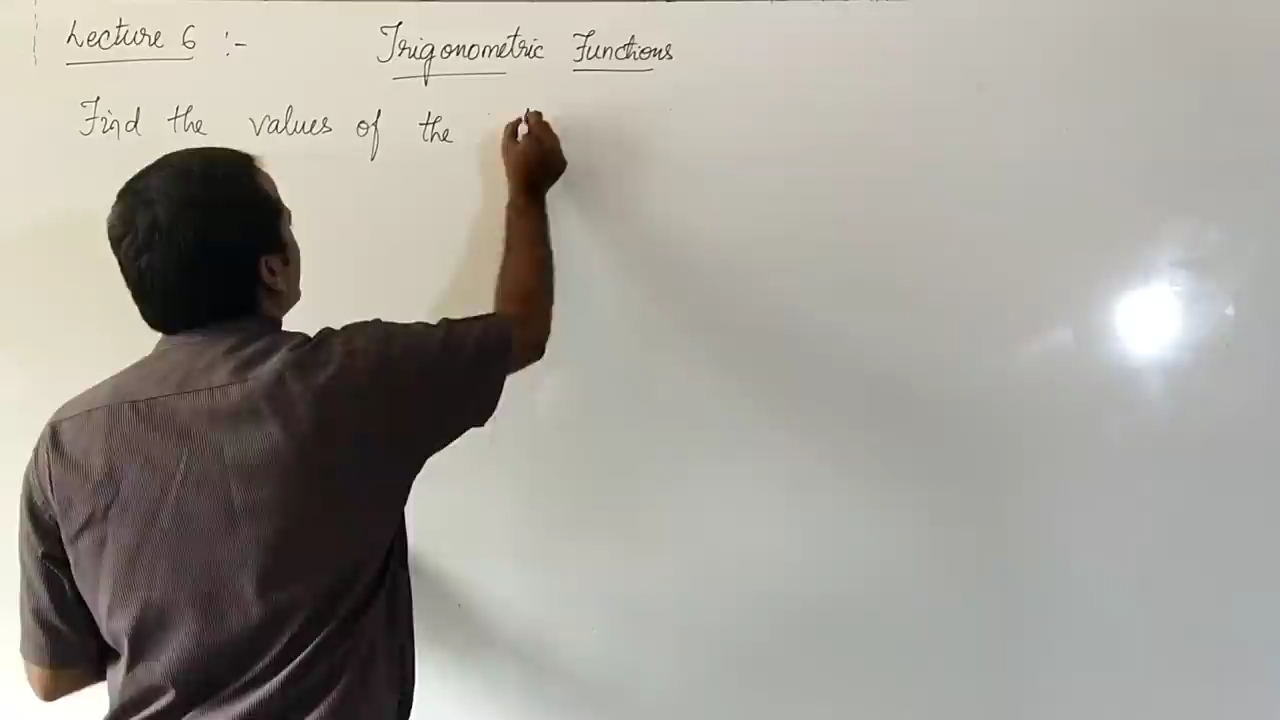 Lecture 6 :- Trigonometric Functions
Find the values of the